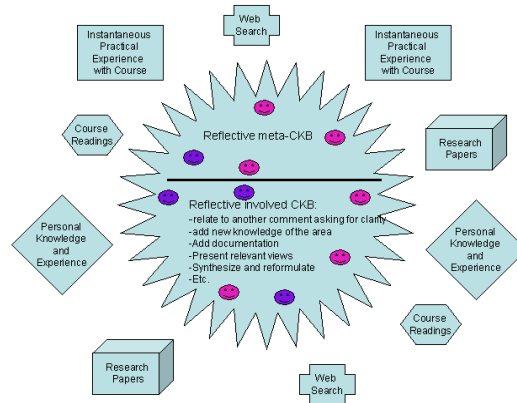 Web
Search
Instantaneous
Practical
Experience
with Course
Instantaneous
Practical
Experience
with Course
Course
Readings
Reflective meta-CKB
Research
Papers
Reflective involved CKB:
-relate to another comment asking for clarity
-add new knowledge of the area
-Add documentation
-Present relevant views
-Synthesize and reformulate
-Etc.
Personal
Knowledge
and
Experience
Personal
Knowledge
and
Experience
Course
Readings
Research
Papers
Web
Search